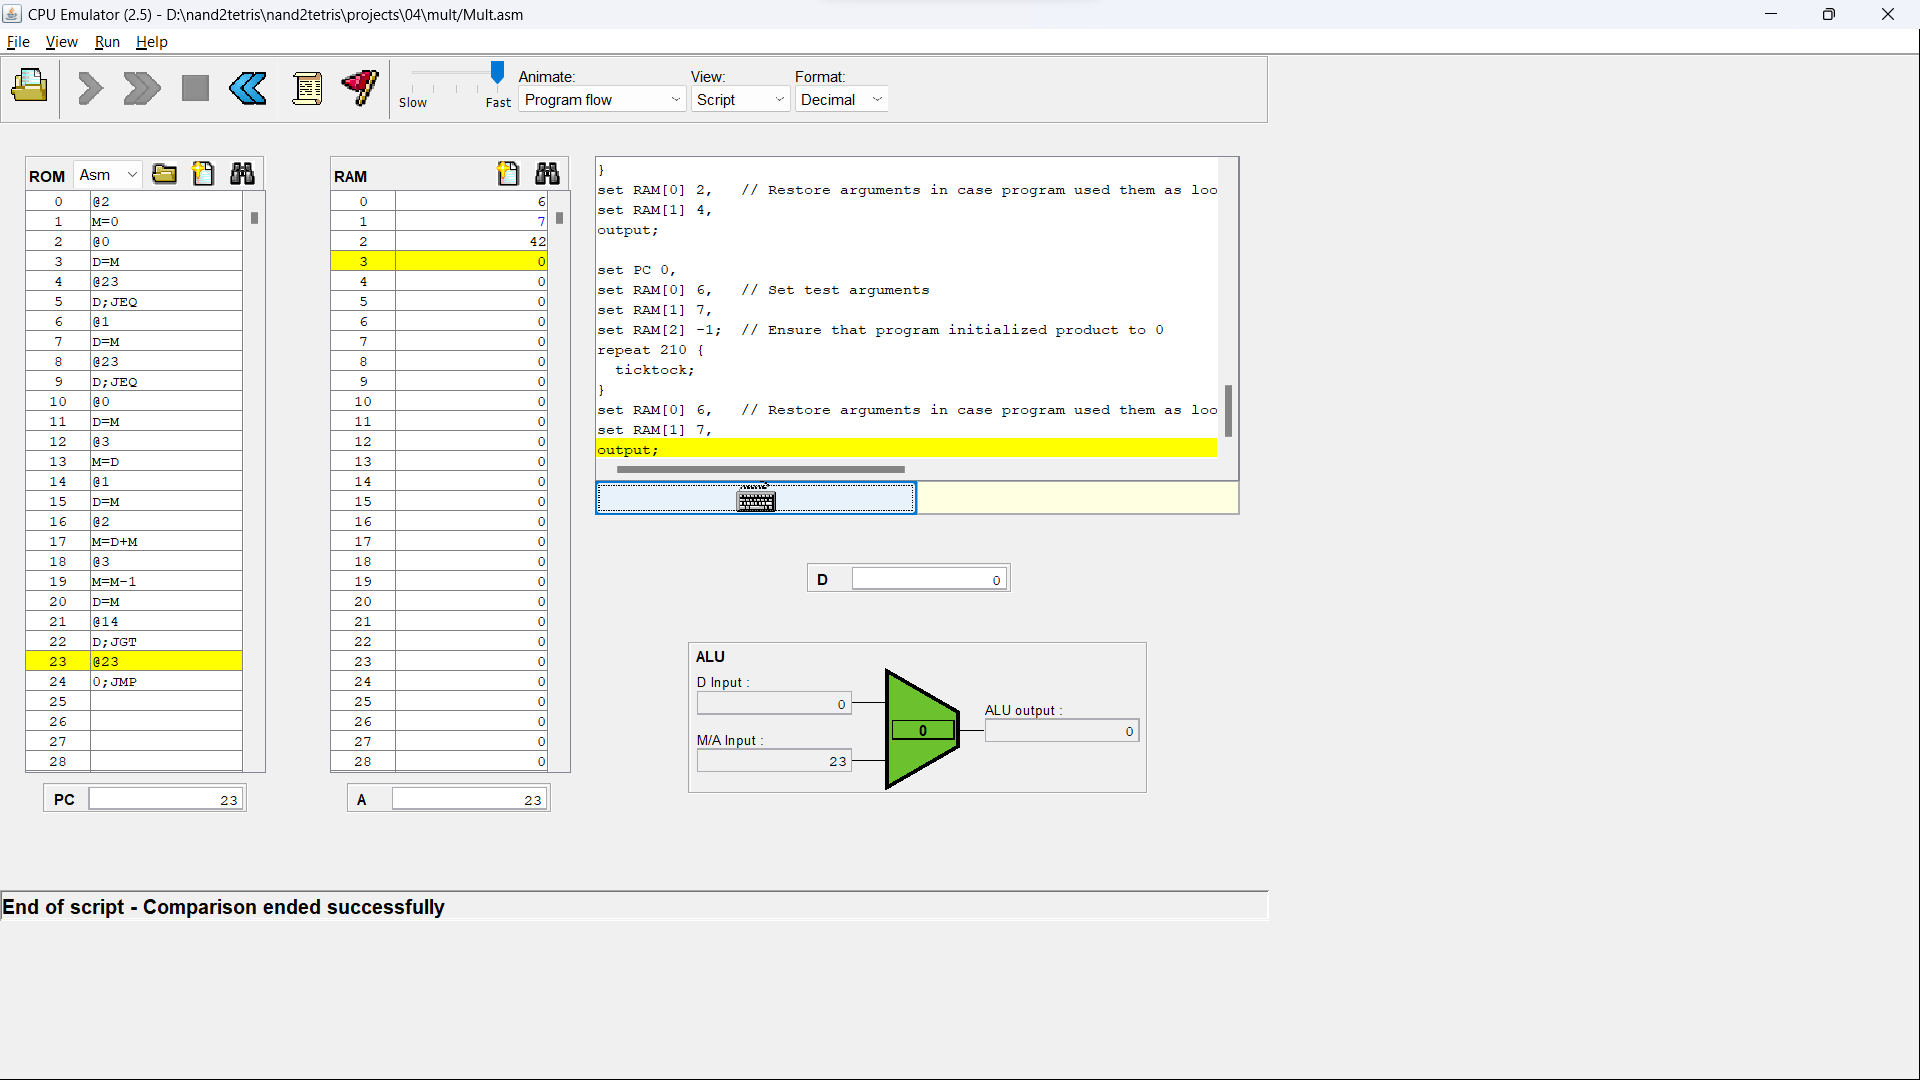 CPU Emulator (2.5) - D:\nand2tetris\nand2tetris\projects\04\mult/Mult.asm
File View Run Help
Slow Fast
Animate:
Program flow
View:
Script
Format:
Decimal
ROM Asm
0 @2
1 M=0
2 @0
3 D=M
4 @23
5 D;JEQ
6 @1
7 D=M
8 @23
9 D;JEQ
10 @0
11 D=M
12 @3
13 M=D
14 @1
15 D=M
16 @2
17 M=D+M
18 @3
19 M=M-1
20 D=M
21 @14
22 D;JGT
23 @23
24 0;JMP
25
26
27
28
PC 23
RAM
0 6
1 7
2 42
3 0
4 0
5 0
6 0
7 0
8 0
9 0
10 0
11 0
12 0
13 0
14 0
15 0
16 0
17 0
18 0
19 0
20 0
21 0
22 0
23 0
24 0
25 0
26 0
27 0
28 0
A 23
}
set RAM[0] 2, // Restore arguments in case program used them as loo
set RAM[1] 4,
output;
set PC 0,
set RAM[0] 6, // Set test arguments
set RAM[1] 7,
set RAM[2] -1; // Ensure that program initialized product to 0
repeat 210 {
ticktock;
}
set RAM[0] 6, // Restore arguments in case program used them as loo
set RAM[1] 7,
output;
D 0
ALU
D Input :
0
M/A Input :
23
0
ALU output :
0
End of script - Comparison ended successfully